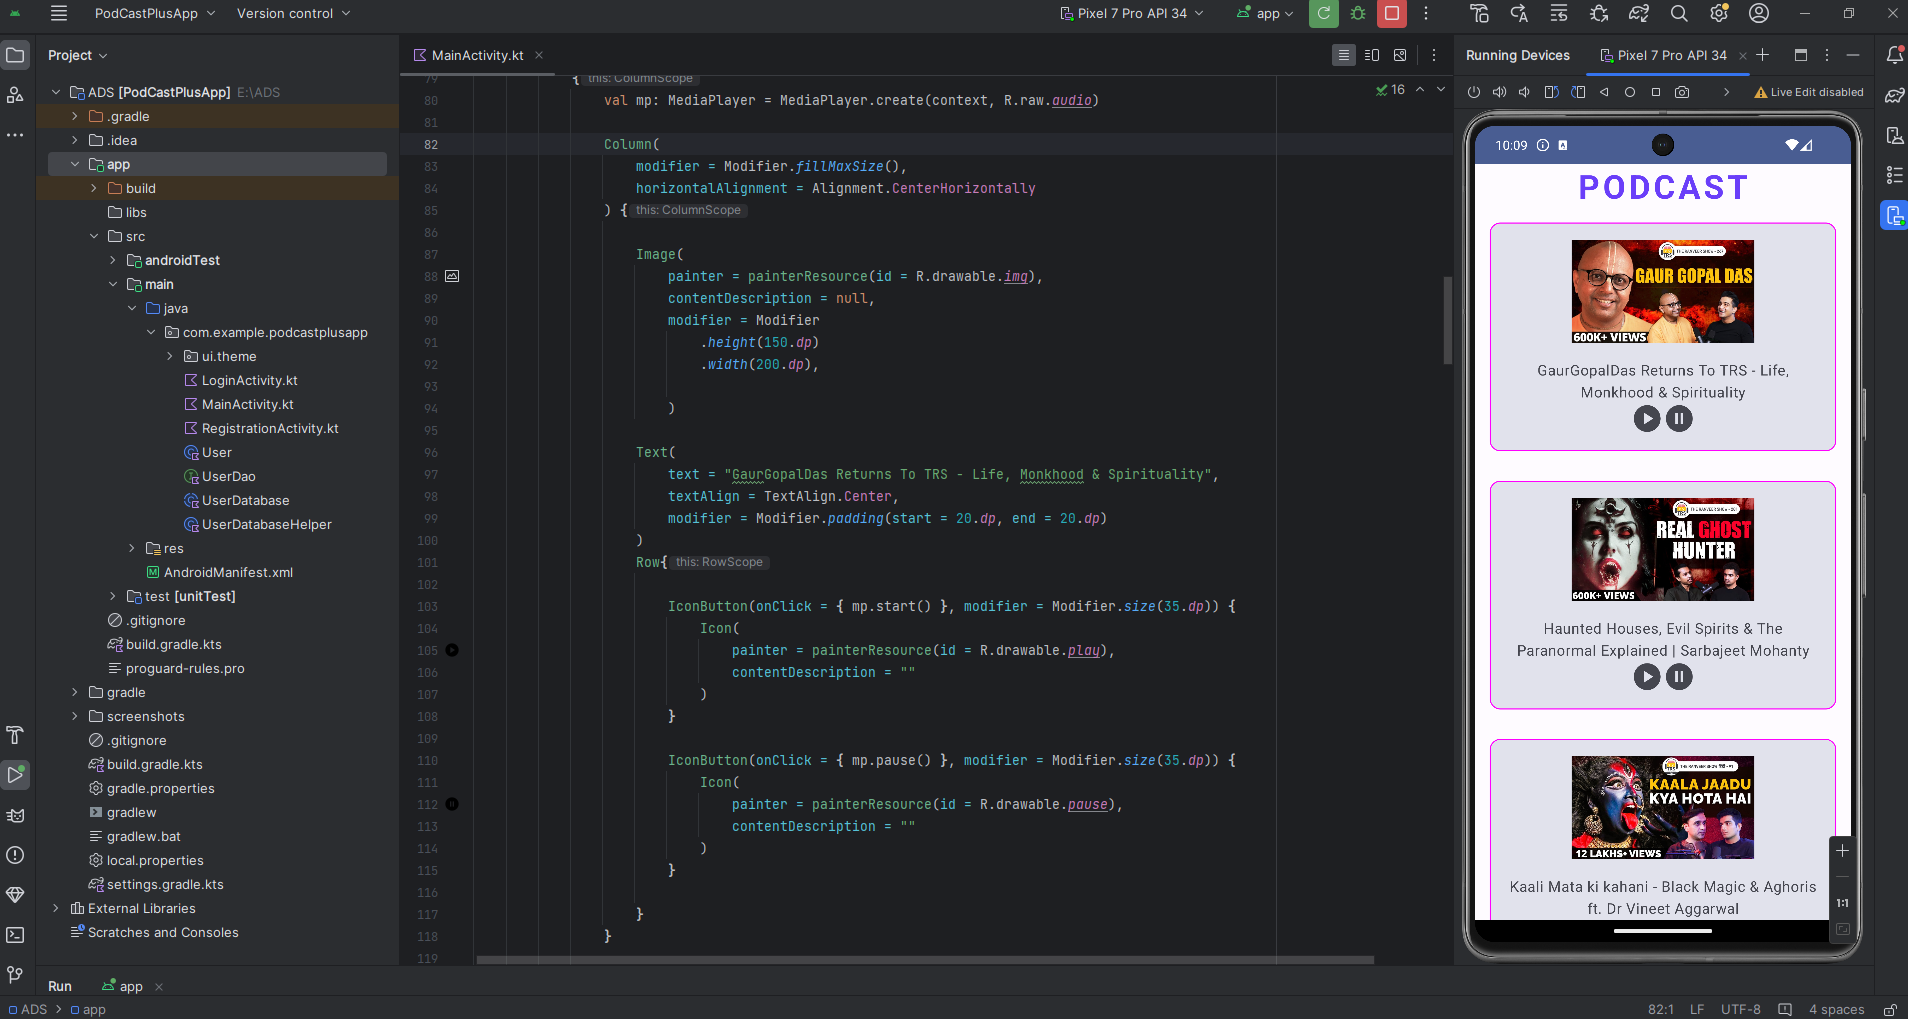 PodCastPlusApp
Version control
Pixel 7 Pro API 34
app
Project
MainActivity.kt
Running Devices
Pixel 7 Pro API 34
ADS [PodCastPlusApp] E:\ADS
.gradle
.idea
app
build
libs
src
androidTest
main
java
com.example.podcastplusapp
ui.theme
LoginActivity.kt
MainActivity.kt
RegistrationActivity.kt
User
UserDao
UserDatabase
UserDatabaseHelper
res
AndroidManifest.xml
test [unitTest]
.gitignore
build.gradle.kts
proguard-rules.pro
gradle
screenshots
.gitignore
build.gradle.kts
gradle.properties
gradlew
gradlew.bat
local.properties
settings.gradle.kts
External Libraries
Scratches and Consoles
16
79 { this: ColumnScope
80 val mp: MediaPlayer = MediaPlayer.create(context, R.raw.audio)
81
82 Column(
83 modifier = Modifier.fillMaxSize(),
84 horizontalAlignment = Alignment.CenterHorizontally
85 ) { this: ColumnScope
86
87 Image(
88 painter = painterResource(id = R.drawable.img),
89 contentDescription = null,
90 modifier = Modifier
91 .height(150.dp)
92 .width(200.dp),
93
94 )
95
96 Text(
97 text = "GaurGopalDas Returns To TRS - Life, Monkhood & Spirituality",
98 textAlign = TextAlign.Center,
99 modifier = Modifier.padding(start = 20.dp, end = 20.dp)
100 )
101 Row{ this: RowScope
102
103 IconButton(onClick = { mp.start() }, modifier = Modifier.size(35.dp)) {
104 Icon(
105 painter = painterResource(id = R.drawable.play),
106 contentDescription = ""
107 )
108 }
109
110 IconButton(onClick = { mp.pause() }, modifier = Modifier.size(35.dp)) {
111 Icon(
112 painter = painterResource(id = R.drawable.pause),
113 contentDescription = ""
114 )
115 }
116
117 }
118 }
119
Live Edit disabled
10:09
PODCAST
THE RANVEER SHOW
GAUR GOPAL DAS
600K+ VIEWS
GaurGopalDas Returns To TRS - Life,
Monkhood & Spirituality
THE RANVEER SHOW
REAL GHOST
HUNTER
600K+ VIEWS
Haunted Houses, Evil Spirits & The
Paranormal Explained | Sarbajeet Mohanty
THE RANVEER SHOW
KAALA JAADU
KYA HOTA HAI
12 LAKHS+ VIEWS
Kaali Mata ki kahani - Black Magic & Aghoris
ft. Dr Vineet Aggarwal
1:1
Run
app
ADS
app
82:1
LF
UTF-8
4 spaces